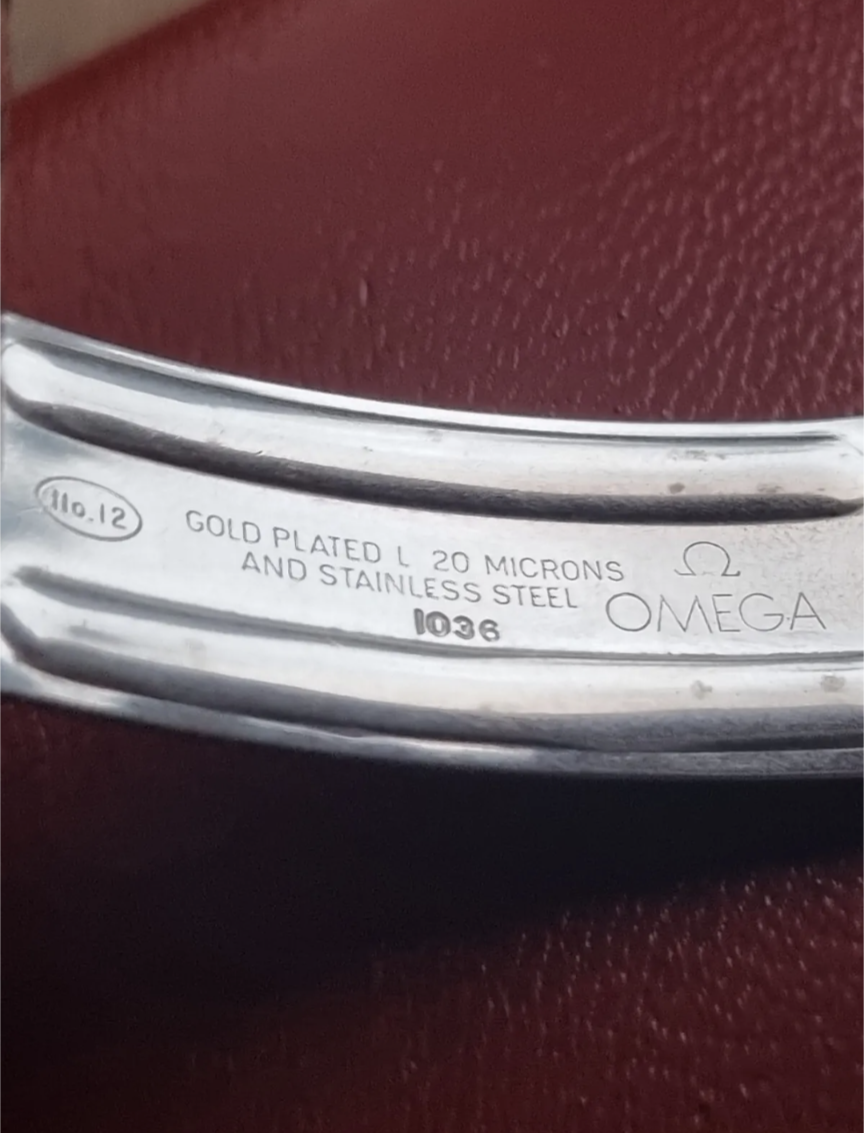 No.12
GOLD PLATED L 20 MICRONS
AND STAINLESS STEEL
1036
Ω
OMEGA